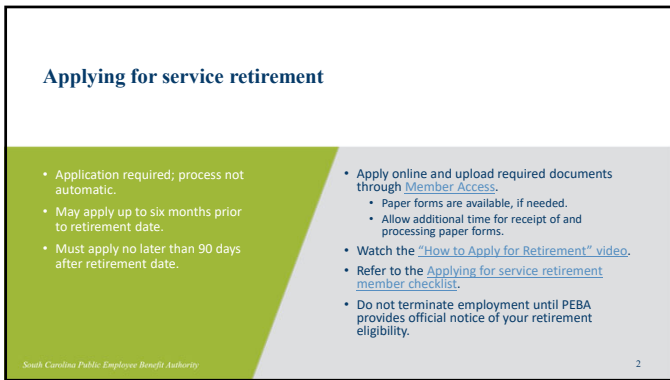 Applying for service retirement
• Application required; process not
automatic.
• May apply up to six months prior
to retirement date.
• Must apply no later than 90 days
after retirement date.
• Apply online and upload required documents
through Member Access.
• Paper forms are available, if needed.
• Allow additional time for receipt of and
processing paper forms.
• Watch the “How to Apply for Retirement” video.
• Refer to the Applying for service retirement
member checklist.
• Do not terminate employment until PEBA
provides official notice of your retirement
eligibility.
South Carolina Public Employee Benefit Authority
2